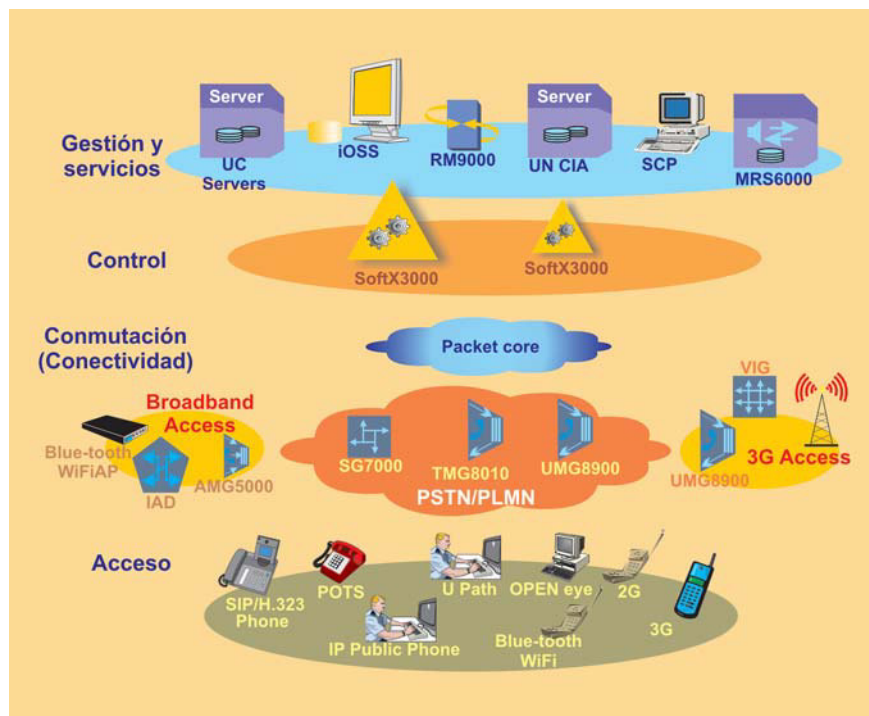 Server
Server
Gestión y
servicios
UC
Servers
iOSS
RM9000
UN CIA
SCP
MRS6000
Control
SoftX3000
SoftX3000
Conmutación
(Conectividad)
Packet core
VIG
Broadband
Access
Blue-tooth
WiFiAP
IAD
AMG5000
SG7000
TMG8010
UMG8900
PSTN/PLMN
UMG8900
3G Access
Acceso
SIP/H.323
Phone
POTS
U Path
OPEN eye
2G
3G
IP Public Phone
Blue-tooth
WiFi